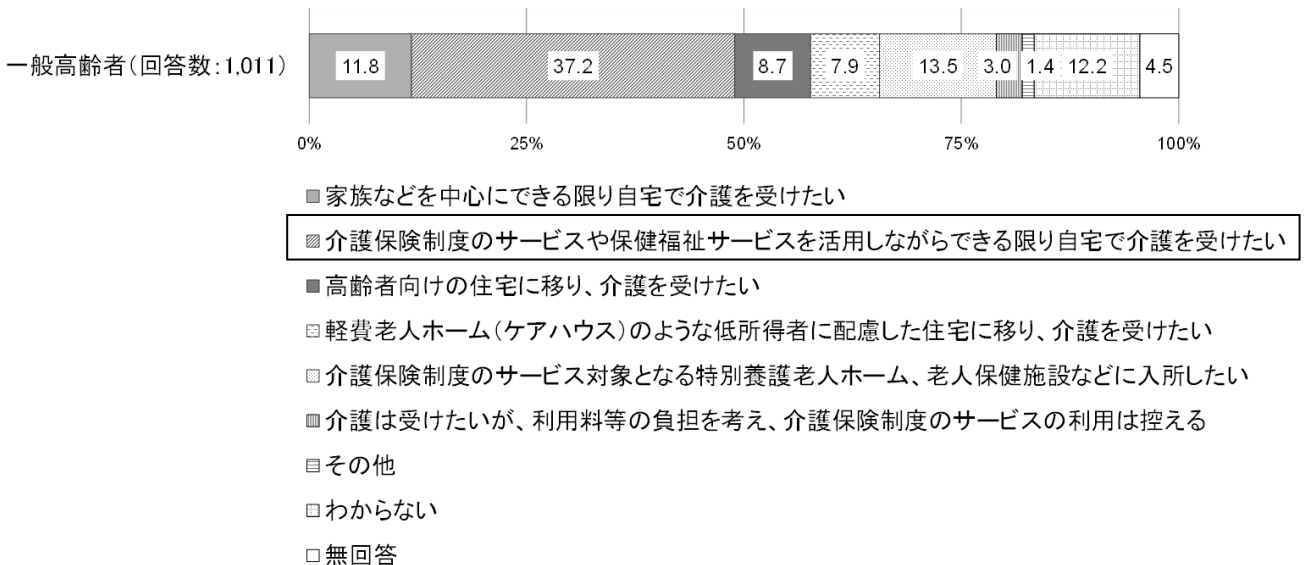 一般高齢者(回答数:1,011)
11.8 37.2 8.7 7.9 13.5 3.0 1.4 12.2 4.5
0% 25% 50% 75% 100%
家族などを中心にできる限り自宅で介護を受けたい
介護保険制度のサービスや保健福祉サービスを活用しながらできる限り自宅で介護を受けたい
高齢者向けの住宅に移り、介護を受けたい
軽費老人ホーム(ケアハウス)のような低所得者に配慮した住宅に移り、介護を受けたい
介護保険制度のサービス対象となる特別養護老人ホーム、老人保健施設などに入所したい
介護は受けたいが、利用料等の負担を考え、介護保険制度のサービスの利用は控える
その他
わからない
無回答